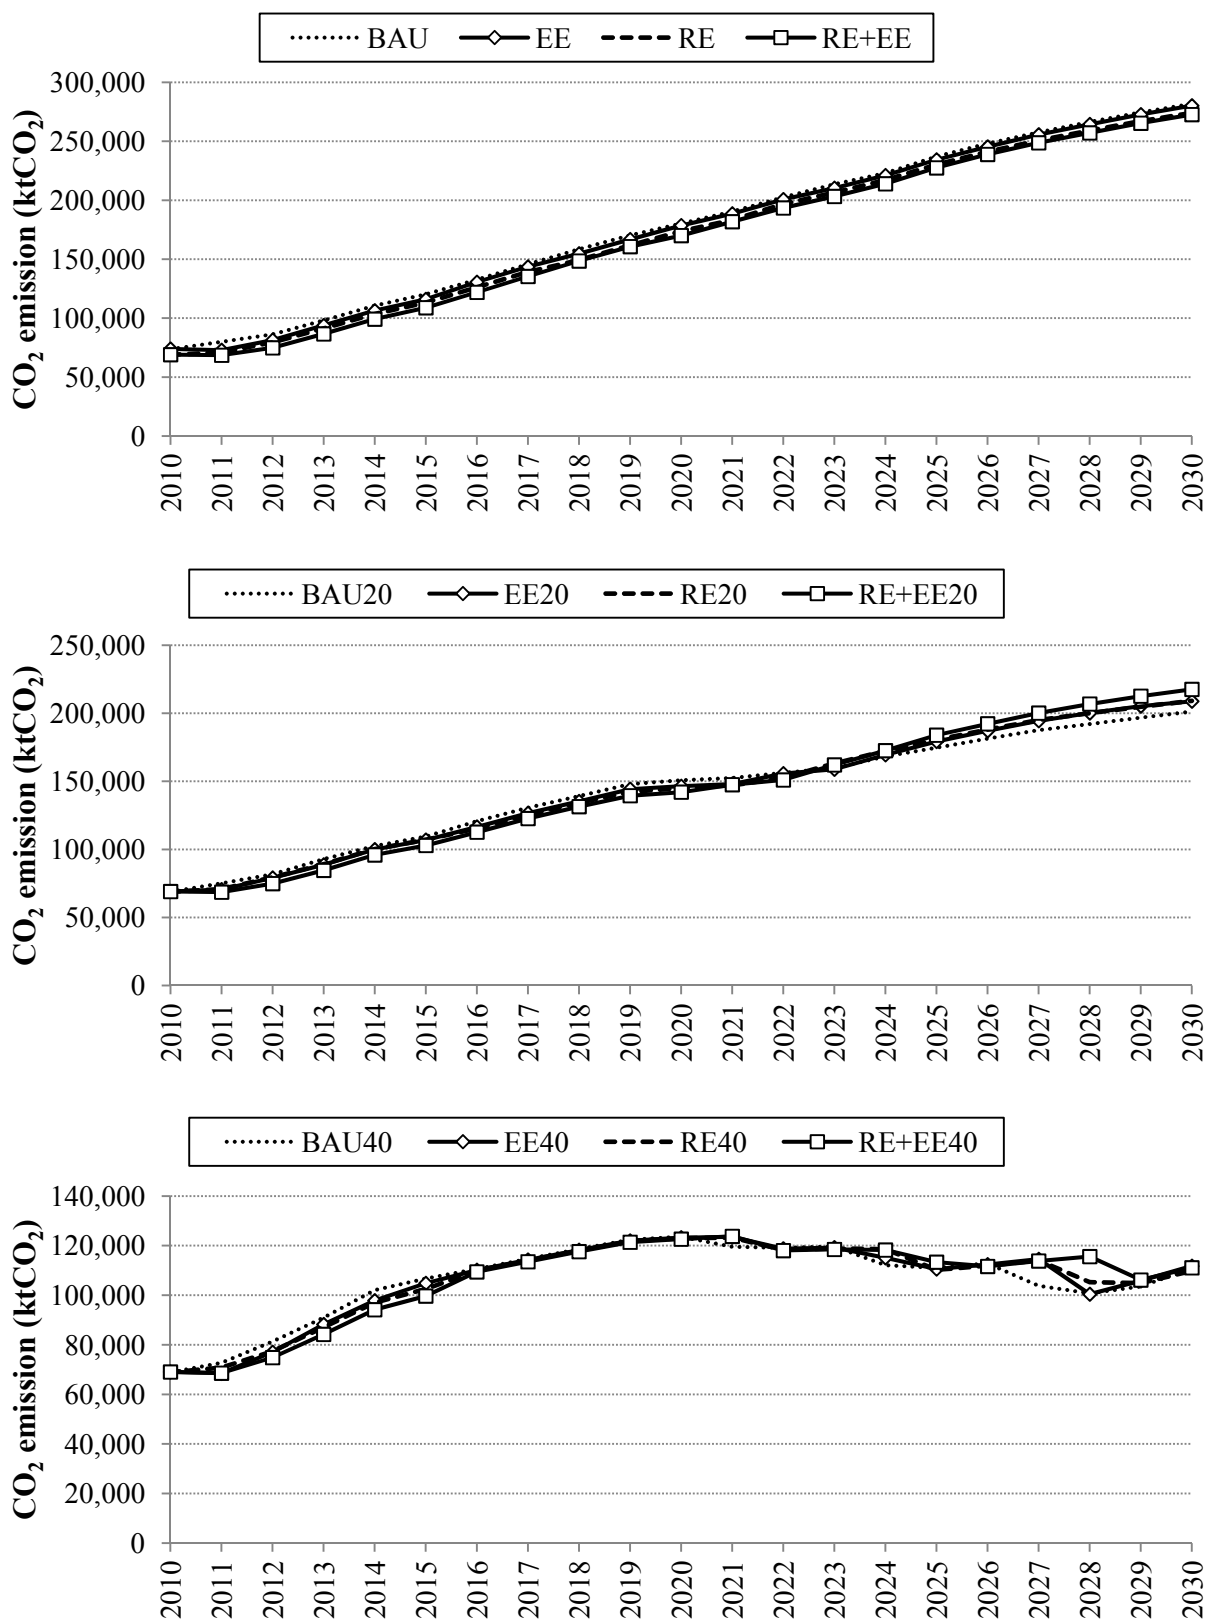 BAU EE RE RE+EE
CO₂ emission (ktCO₂)
300,000
250,000
200,000
150,000
100,000
50,000
0
2010 2011 2012 2013 2014 2015 2016 2017 2018 2019 2020 2021 2022 2023 2024 2025 2026 2027 2028 2029 2030
BAU20 EE20 RE20 RE+EE20
CO₂ emission (ktCO₂)
250,000
200,000
150,000
100,000
50,000
0
2010 2011 2012 2013 2014 2015 2016 2017 2018 2019 2020 2021 2022 2023 2024 2025 2026 2027 2028 2029 2030
BAU40 EE40 RE40 RE+EE40
CO₂ emission (ktCO₂)
140,000
120,000
100,000
80,000
60,000
40,000
20,000
0
2010 2011 2012 2013 2014 2015 2016 2017 2018 2019 2020 2021 2022 2023 2024 2025 2026 2027 2028 2029 2030